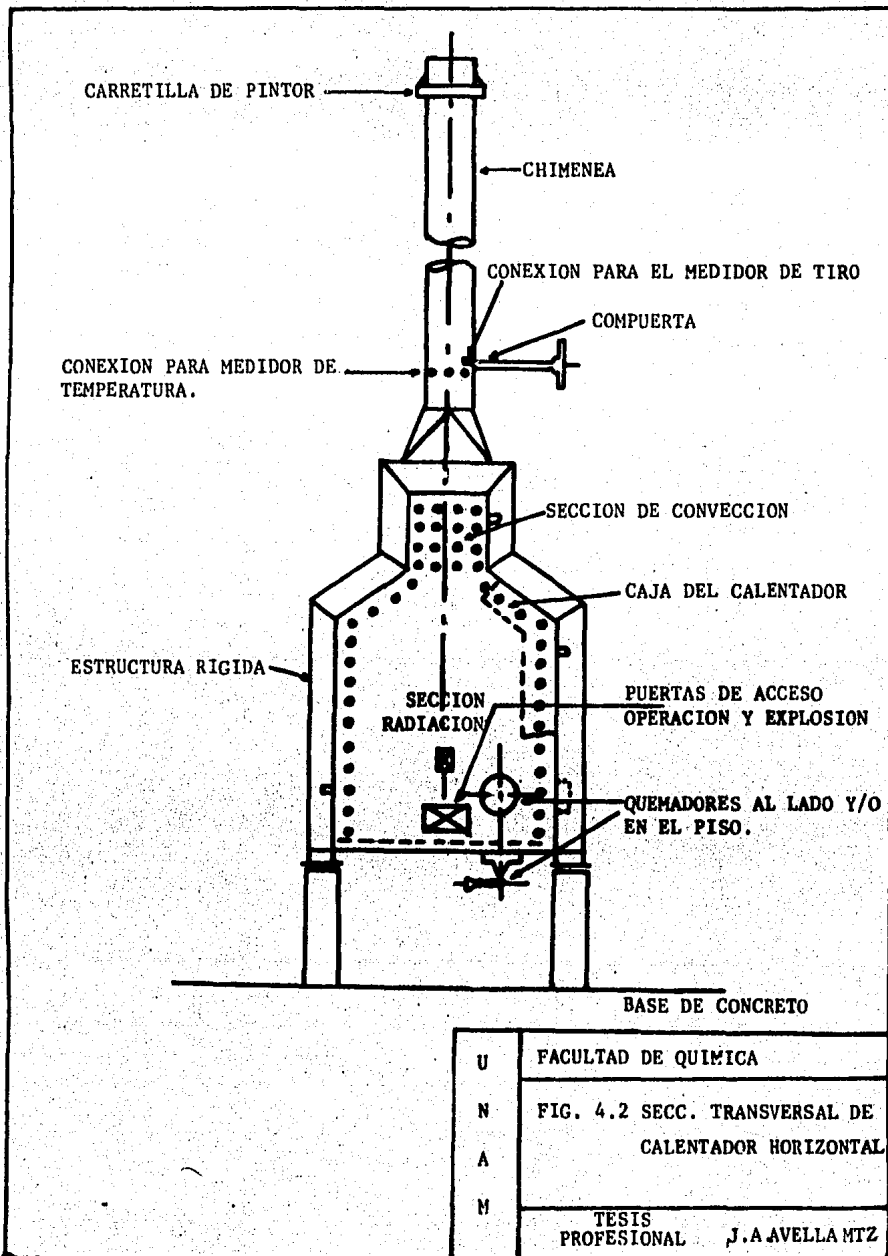 CARRETILLA DE PINTOR
CHIMENEA
CONEXION PARA EL MEDIDOR DE TIRO
COMPUERTA
CONEXION PARA MEDIDOR DE
TEMPERATURA.
SECCION DE CONVECCION
CAJA DEL CALENTADOR
ESTRUCTURA RIGIDA
SECCION
RADIACION
PUERTAS DE ACCESO
OPERACION Y EXPLOSION
QUEMADORES AL LADO Y/O
EN EL PISO.
BASE DE CONCRETO
U
N
A
M
FACULTAD DE QUIMICA
FIG. 4.2 SECC. TRANSVERSAL DE
CALENTADOR HORIZONTAL
TESIS
PROFESIONAL J.A.AVELLA MTZ